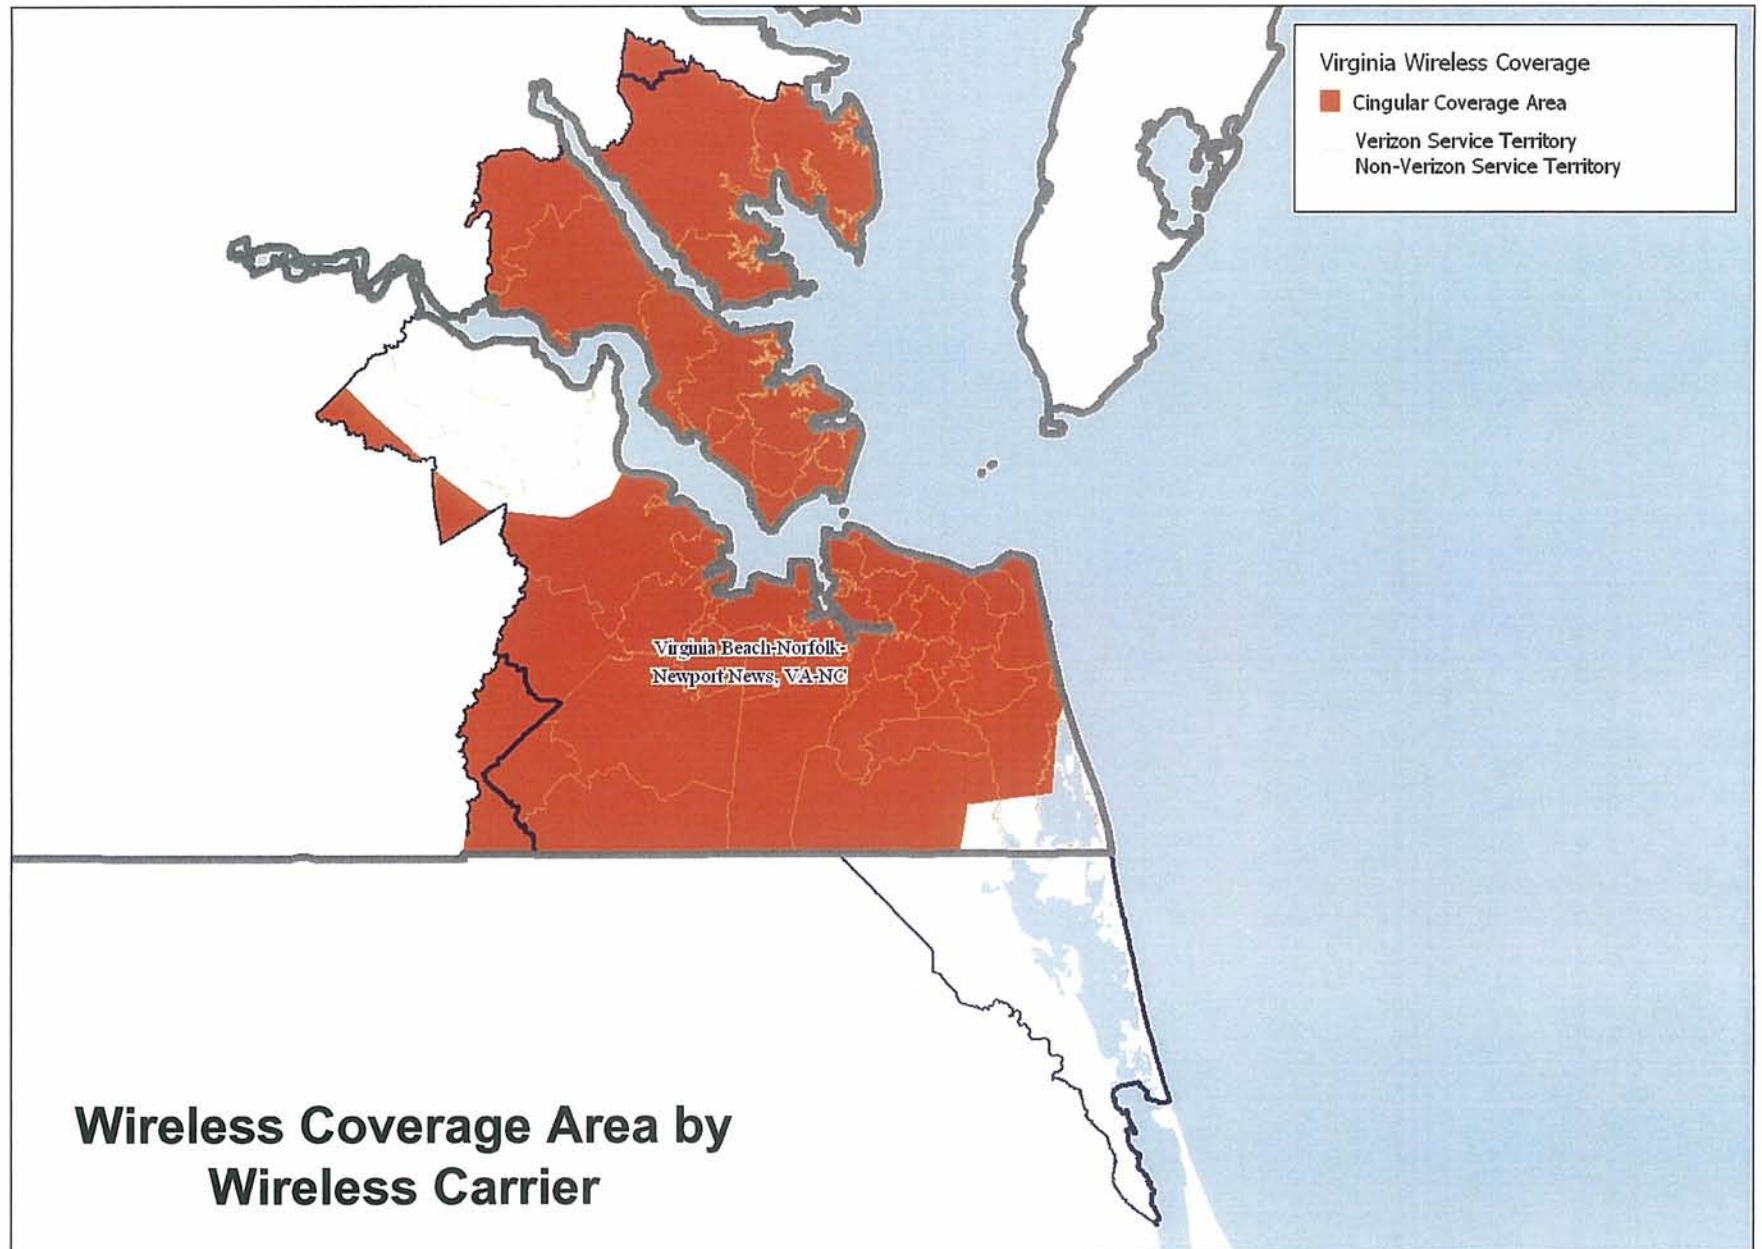 Virginia Wireless Coverage
Cingular Coverage Area
Verizon Service Territory
Non-Verizon Service Territory
Virginia Beach-Norfolk-
Newport News, VA-NC
Wireless Coverage Area by
Wireless Carrier